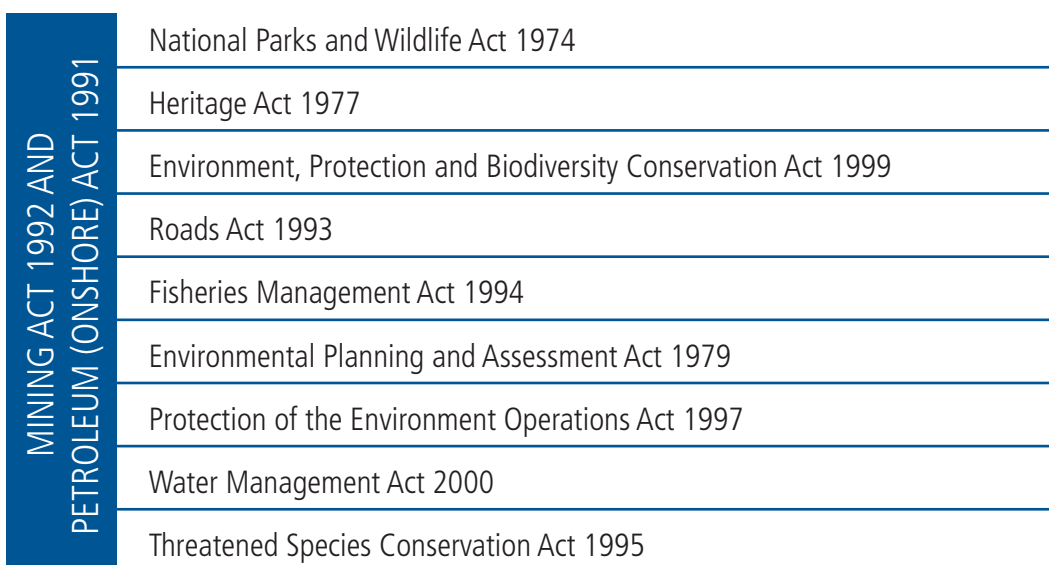 MINING ACT 1992 AND
PETROLEUM (ONSHORE) ACT 1991
National Parks and Wildlife Act 1974
Heritage Act 1977
Environment, Protection and Biodiversity Conservation Act 1999
Roads Act 1993
Fisheries Management Act 1994
Environmental Planning and Assessment Act 1979
Protection of the Environment Operations Act 1997
Water Management Act 2000
Threatened Species Conservation Act 1995